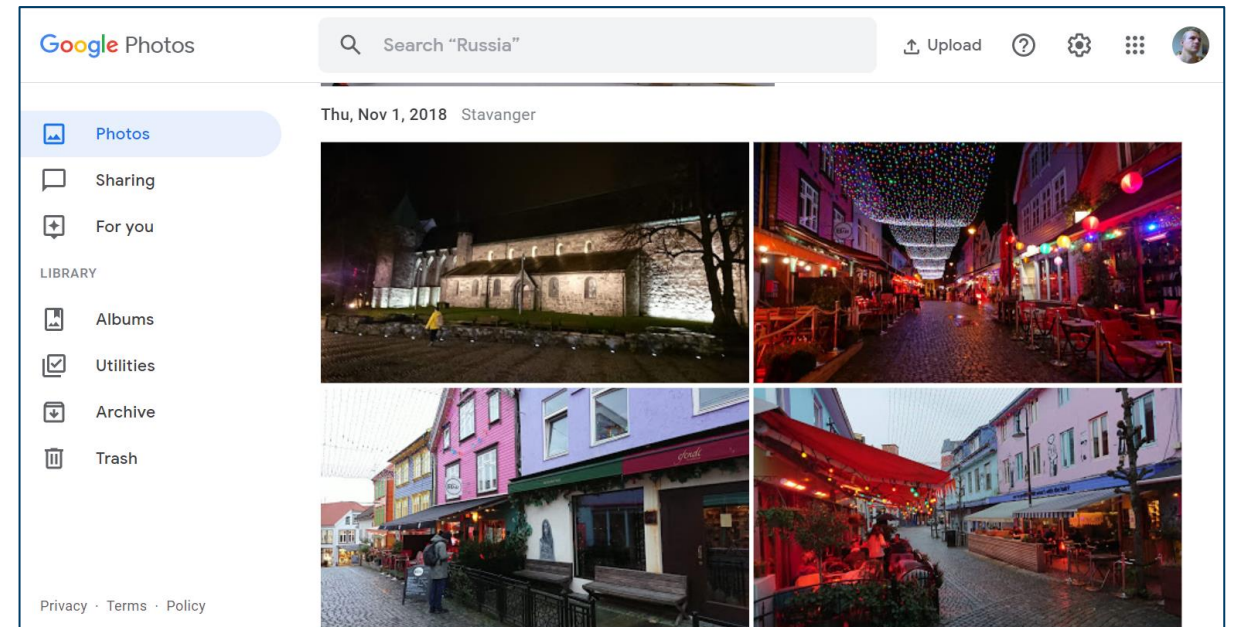 Google Photos
Search “Russia”
Upload
Photos
Sharing
For you
LIBRARY
Albums
Utilities
Archive
Trash
Privacy · Terms · Policy
Thu, Nov 1, 2018 Stavanger
efendi